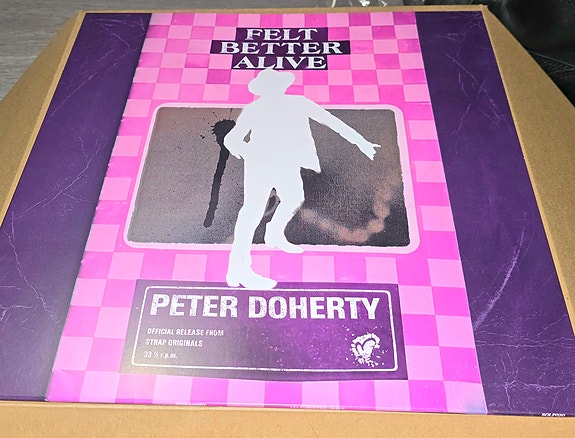 FELT
BETTER
ALIVE
PETER DOHERTY
OFFICIAL RELEASE FROM
STRAP ORIGINALS
33 ⅓ r.p.m.